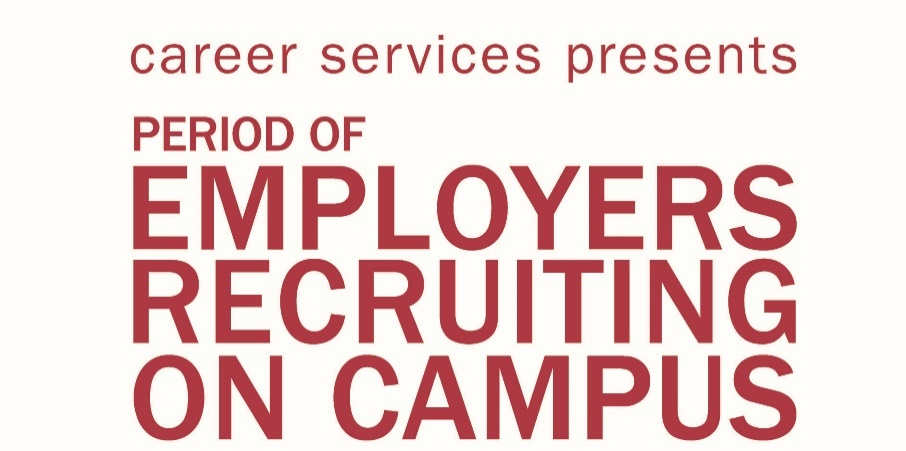 career services presents
PERIOD OF
EMPLOYERS
RECRUITING
ON CAMPUS